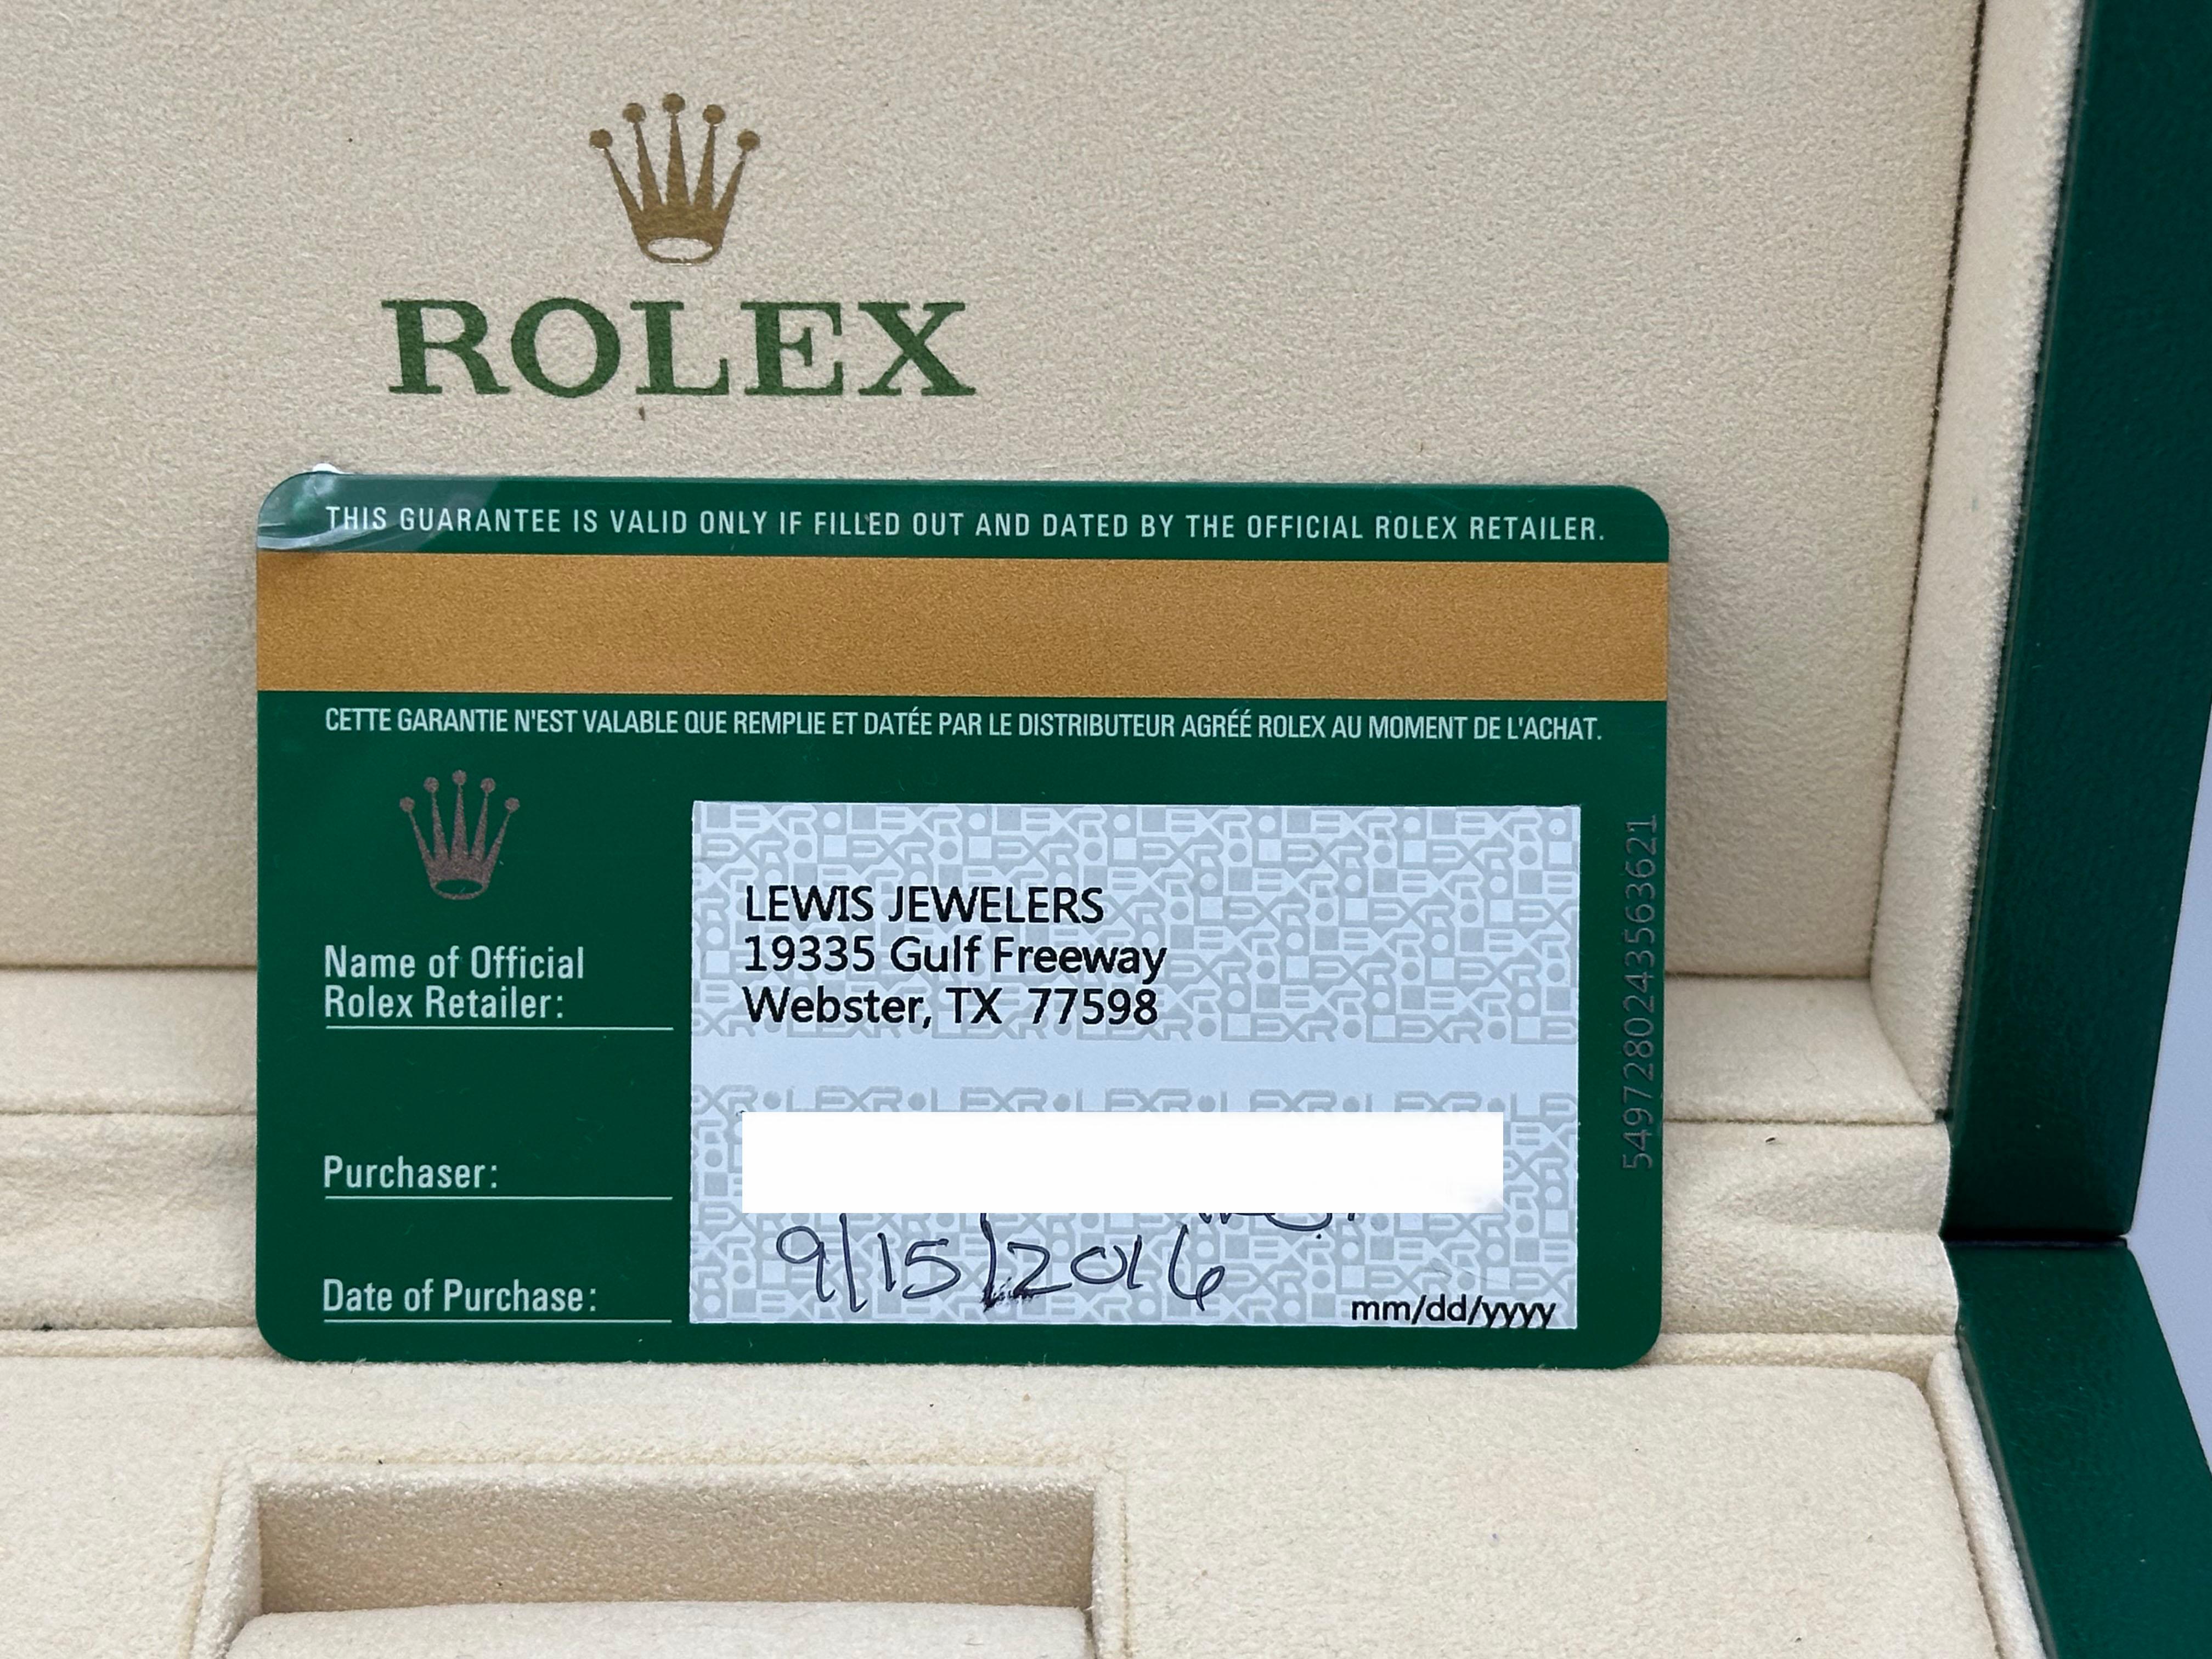 ROLEX
THIS GUARANTEE IS VALID ONLY IF FILLED OUT AND DATED BY THE OFFICIAL ROLEX RETAILER.
CETTE GARANTIE N'EST VALABLE QUE REMPLIE ET DATÉE PAR LE DISTRIBUTEUR AGRÉÉ ROLEX AU MOMENT DE L'ACHAT.
Name of Official
Rolex Retailer:
LEWIS JEWELERS
19335 Gulf Freeway
Webster, TX 77598
Purchaser:
Date of Purchase:
9/15/2016
mm/dd/yyyy
5497280243563621